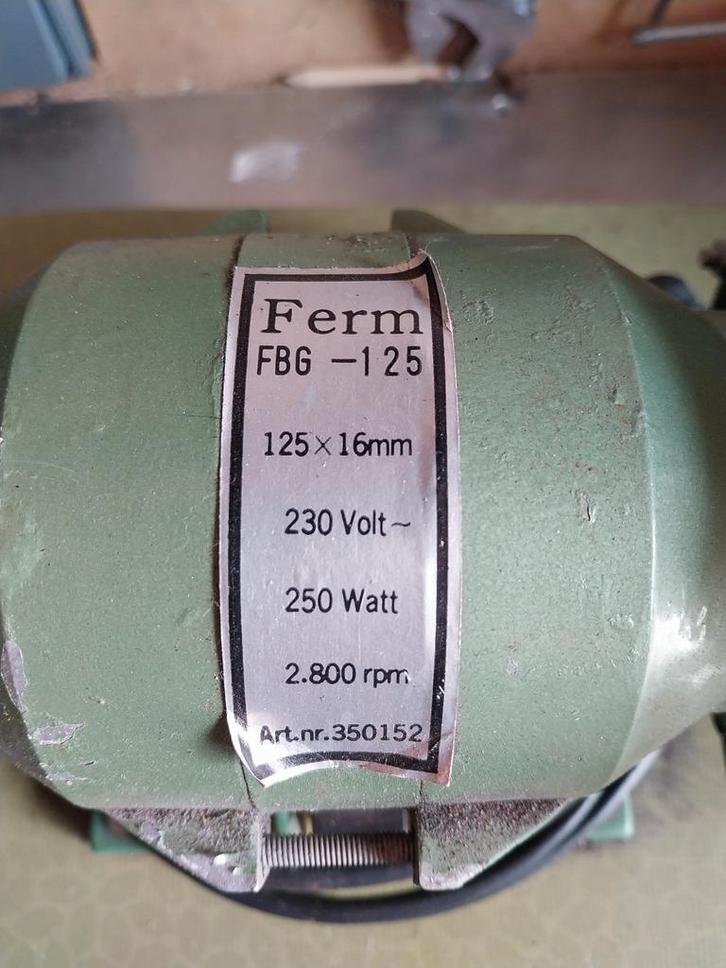 Ferm
FBG -125
125×16mm
230 Volt~
250 Watt
2.800 rpm
Art.nr.350152